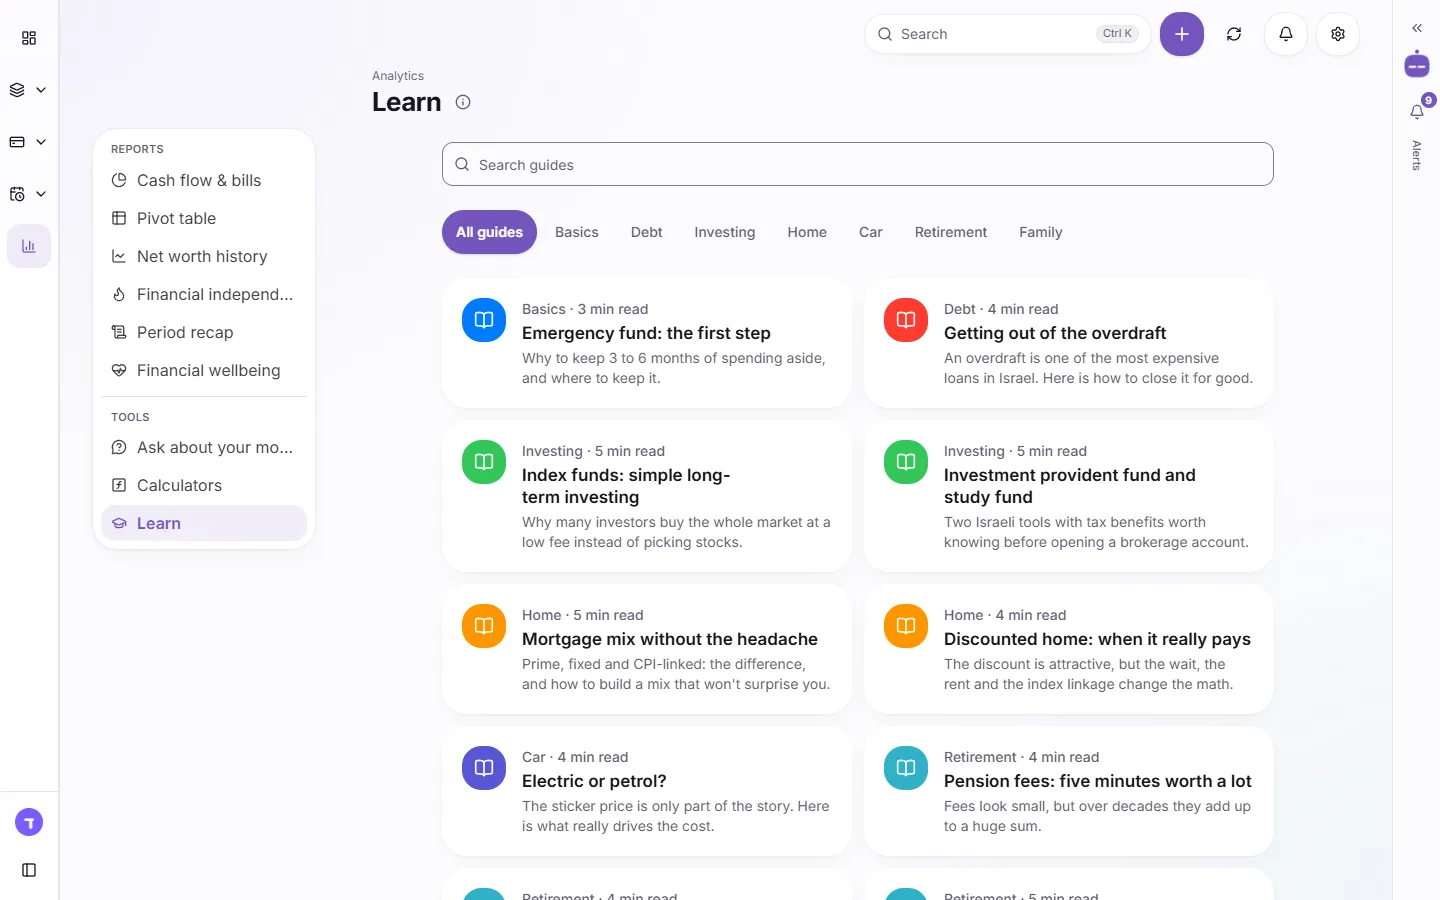 Search
Ctrl K
9
Alerts
Analytics
Learn
REPORTS
Cash flow & bills
Pivot table
Net worth history
Financial independ...
Period recap
Financial wellbeing
TOOLS
Ask about your mo...
Calculators
Learn
Search guides
All guides
Basics
Debt
Investing
Home
Car
Retirement
Family
Basics · 3 min read
Emergency fund: the first step
Why to keep 3 to 6 months of spending aside,
and where to keep it.
Debt · 4 min read
Getting out of the overdraft
An overdraft is one of the most expensive
loans in Israel. Here is how to close it for good.
Investing · 5 min read
Index funds: simple long-
term investing
Why many investors buy the whole market at a
low fee instead of picking stocks.
Investing · 5 min read
Investment provident fund and
study fund
Two Israeli tools with tax benefits worth
knowing before opening a brokerage account.
Home · 5 min read
Mortgage mix without the headache
Prime, fixed and CPI-linked: the difference,
and how to build a mix that won't surprise you.
Home · 4 min read
Discounted home: when it really pays
The discount is attractive, but the wait, the
rent and the index linkage change the math.
Car · 4 min read
Electric or petrol?
The sticker price is only part of the story. Here
is what really drives the cost.
Retirement · 4 min read
Pension fees: five minutes worth a lot
Fees look small, but over decades they add up
to a huge sum.
Retirement · 4 min read
Retirement · 5 min read